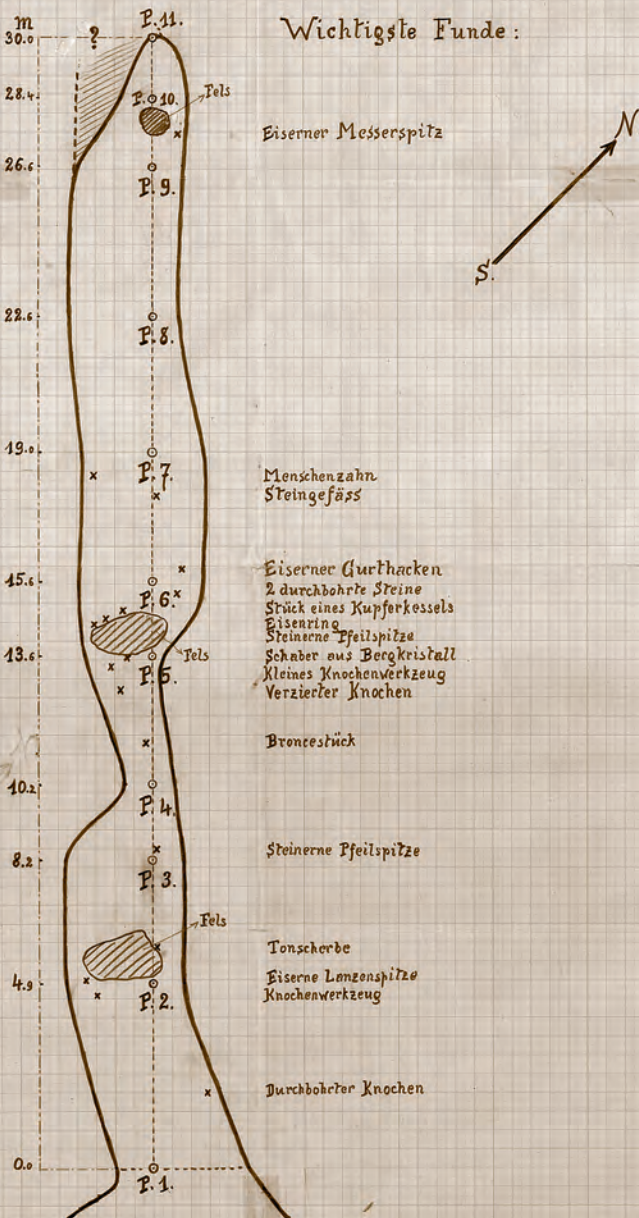 m
P. 11.
Wichtigste Funde :
30.0
?
28.4
P. 10.
Fels
Eiserner Messerspitz
N
26.6
P. 9.
S.
22.6
P. 8.
19.0
P. 7.
Menschenzahn
Steingefäss
Eiserner Gurthacken
15.6
P. 6.
2 durchbohrte Steine
Stück eines Kupferkessels
Eisenring
Steinerne Pfeilspitze
13.6
Fels
Schaber aus Bergkristall
P. 5.
Kleines Knochenwerkzeug
Verzierter Knochen
Broncestück
10.2
P. 4.
8.2
Steinerne Pfeilspitze
P. 3.
Fels
Tonscherbe
4.9
Eiserne Lanzenspitze
P. 2.
Knochenwerkzeug
Durchbohrter Knochen
0.0
P. 1.